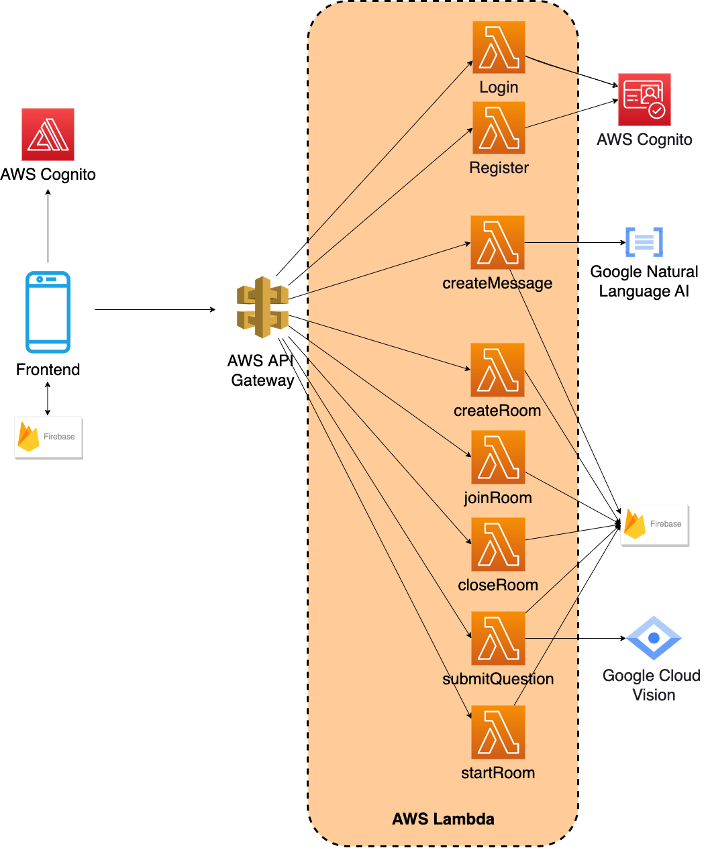 Login
AWS Cognito
Register
AWS Cognito
createMessage
Google Natural
Language AI
Frontend
AWS API
Gateway
Firebase
createRoom
joinRoom
Firebase
closeRoom
submitQuestion
Google Cloud
Vision
startRoom
AWS Lambda